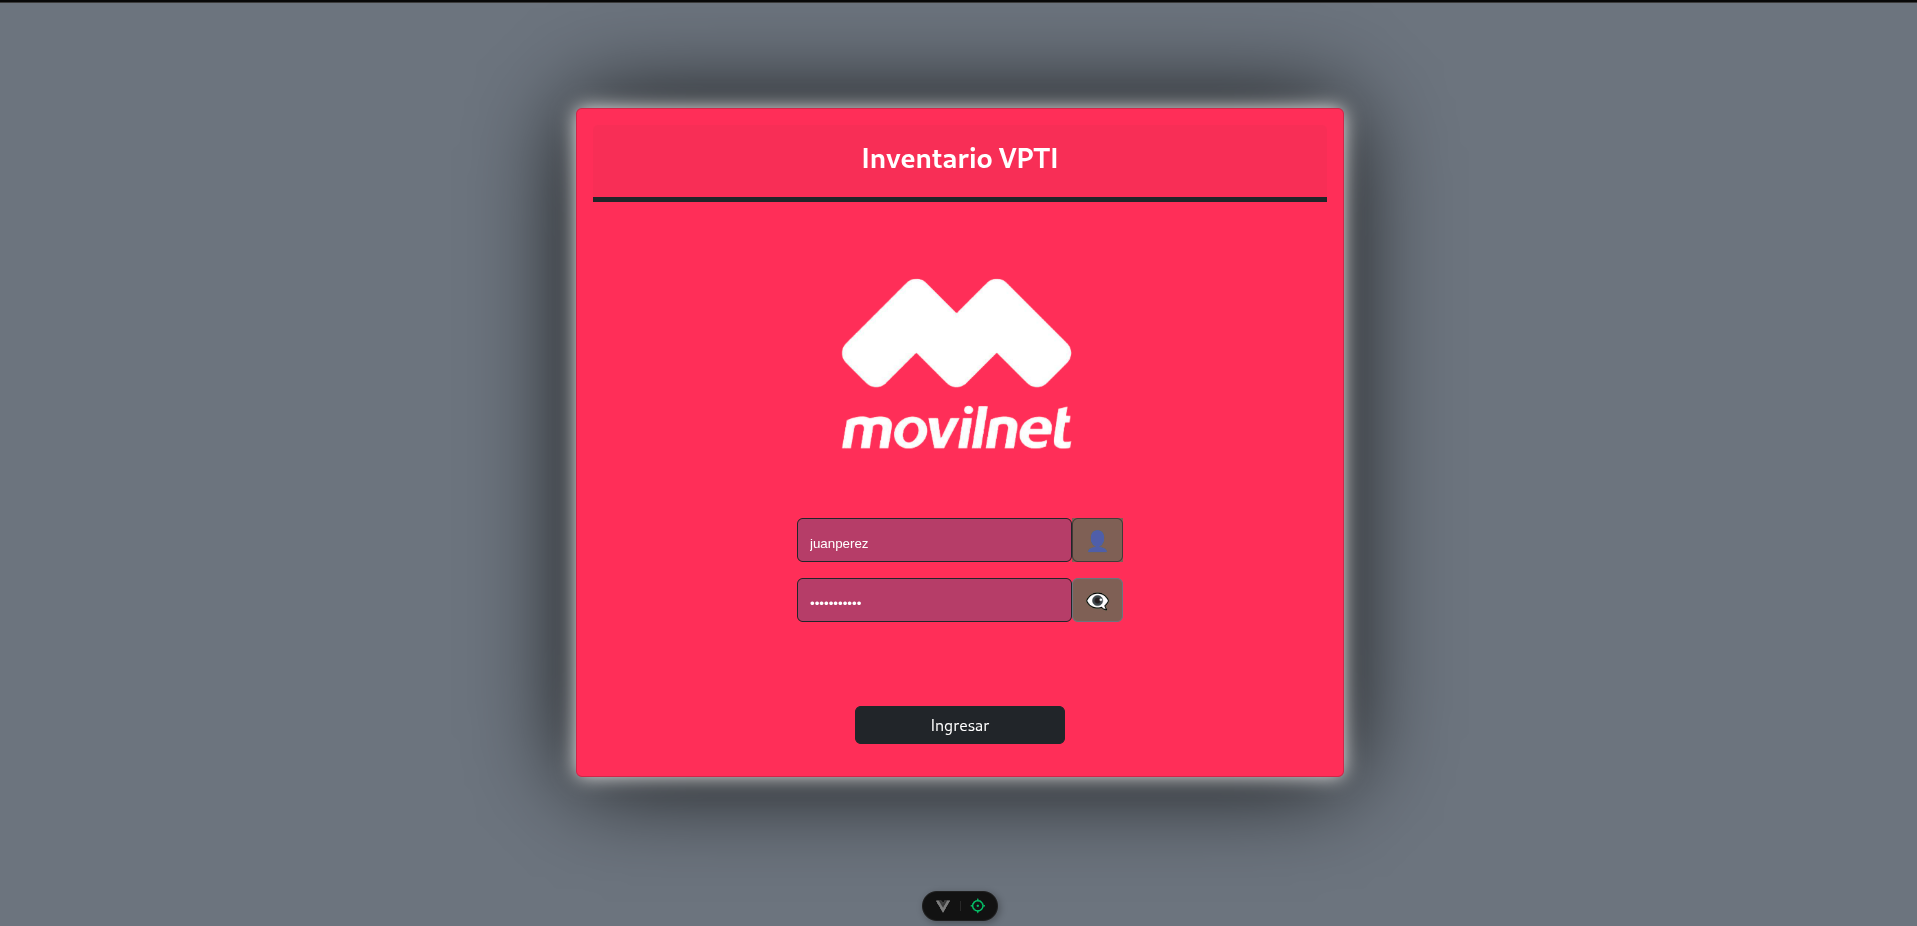 Inventario VPTI
movilnet
juanperez
•••••••••••
Ingresar